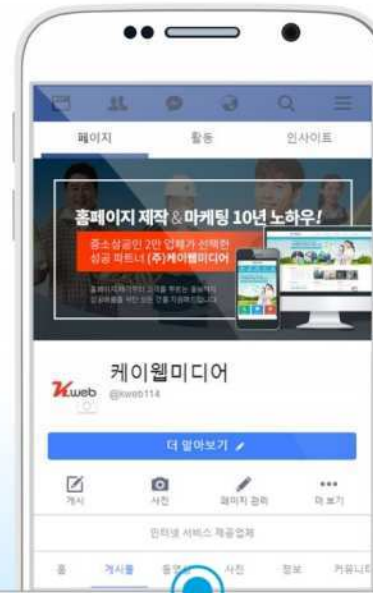 페이지 활동 인사이트
홈페이지 제작 & 마케팅 10년 노하우!
중소상공인 2만 업체가 선택한
성공 파트너 (주)케이웹미디어
Kweb
케이웹미디어
@kweb114
더 알아보기
게시 사진 페이지 관리 더 보기
인터넷 서비스 제공업체
홈 게시물 동영상 사진 정보 커뮤니티